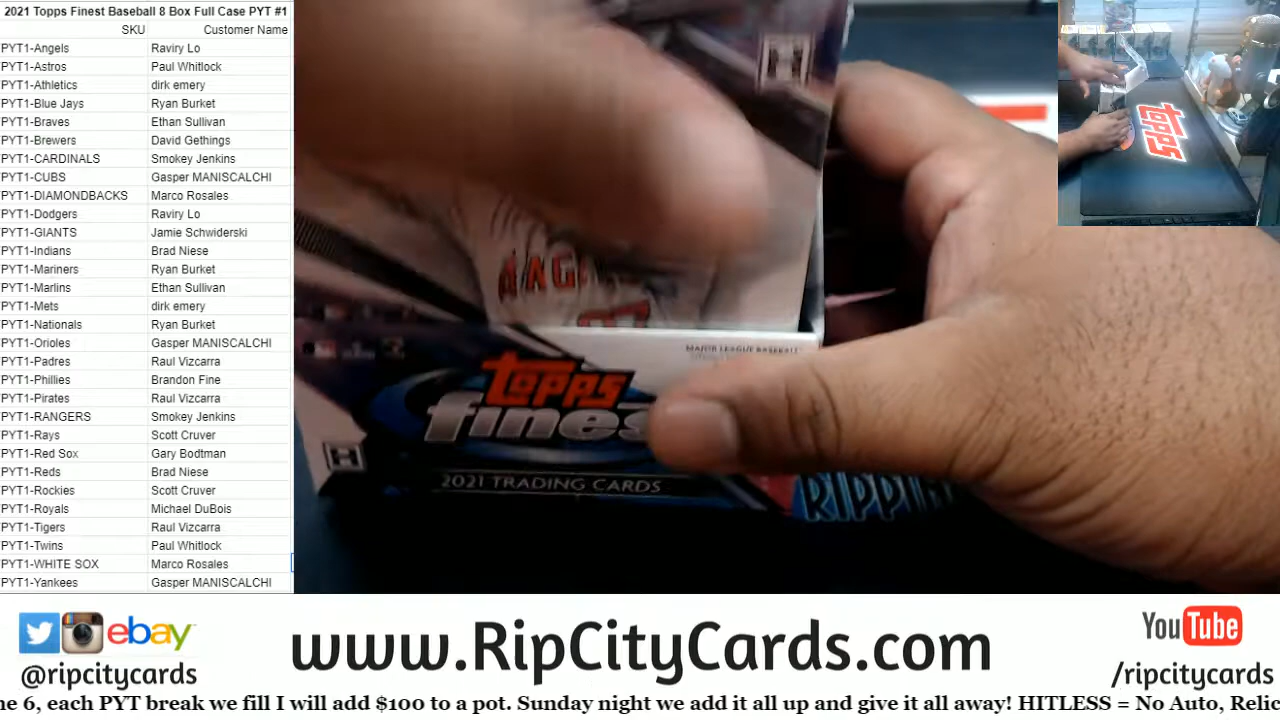 2021 Topps Finest Baseball 8 Box Full Case PYT #1
SKU Customer Name
PYT1-Angels Raviry Lo
PYT1-Astros Paul Whitlock
PYT1-Athletics dirk emery
PYT1-Blue Jays Ryan Burket
PYT1-Braves Ethan Sullivan
PYT1-Brewers David Gethings
PYT1-CARDINALS Smokey Jenkins
PYT1-CUBS Gasper MANISCALCHI
PYT1-DIAMONDBACKS Marco Rosales
PYT1-Dodgers Raviry Lo
PYT1-GIANTS Jamie Schwiderski
PYT1-Indians Brad Niese
PYT1-Mariners Ryan Burket
PYT1-Marlins Ethan Sullivan
PYT1-Mets dirk emery
PYT1-Nationals Ryan Burket
PYT1-Orioles Gasper MANISCALCHI
PYT1-Padres Raul Vizcarra
PYT1-Phillies Brandon Fine
PYT1-Pirates Raul Vizcarra
PYT1-RANGERS Smokey Jenkins
PYT1-Rays Scott Cruver
PYT1-Red Sox Gary Bodtman
PYT1-Reds Brad Niese
PYT1-Rockies Scott Cruver
PYT1-Royals Michael DuBois
PYT1-Tigers Raul Vizcarra
PYT1-Twins Paul Whitlock
PYT1-WHITE SOX Marco Rosales
PYT1-Yankees Gasper MANISCALCHI
H
MAJOR LEAGUE BASEBALL
topps
fines
H
2021 TRADING CARDS
RIPPIN
topps
ebay
@ripcitycards
www.RipCityCards.com
YouTube
/ripcitycards
ne 6, each PYT break we fill I will add $100 to a pot. Sunday night we add it all up and give it all away! HITLESS = No Auto, Relic